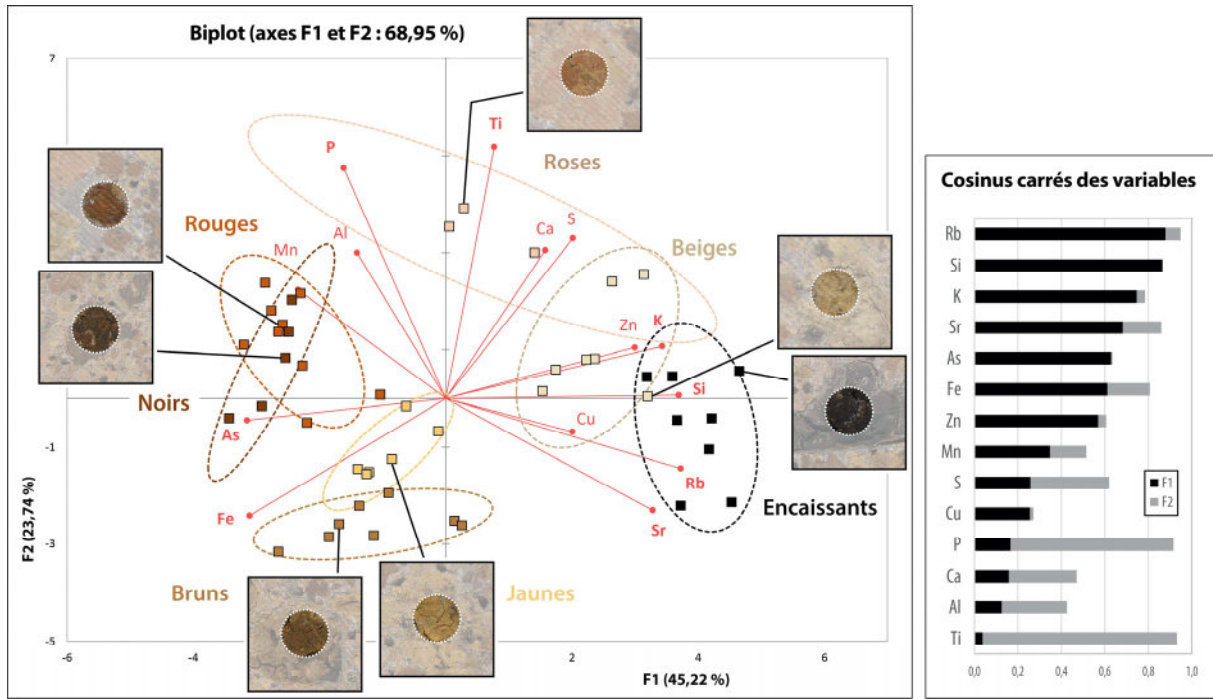 Biplot (axes F1 et F2 : 68,95 %)
7
Ti
P
Roses
Rouges
Mn
Al
Ca
S
Beiges
Zn
K
Noirs
Si
As
Cu
-1
Rb
Encaissants
Fe
Sr
F2 (23,74 %)
-3
Bruns
Jaunes
-5
-6
-4
2
4
6
F1 (45,22 %)
Cosinus carrés des variables
Rb
Si
K
Sr
As
Fe
Zn
Mn
S
Cu
P
Ca
Al
Ti
F1
F2
0,0
0,2
0,4
0,6
0,8
1,0